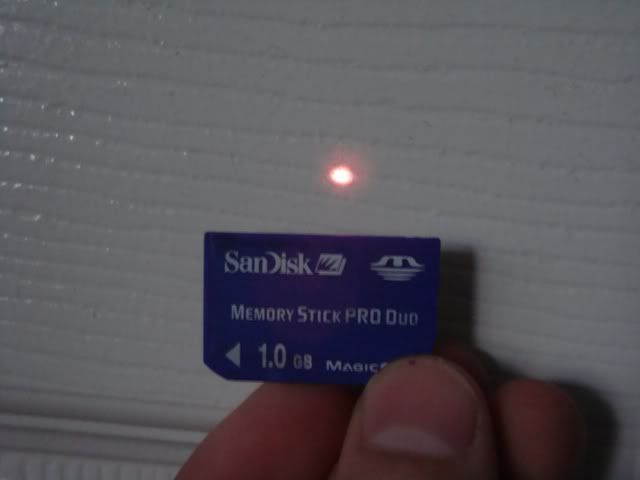 SanDisk
MEMORY STICK PRO DUO
1.0 GB